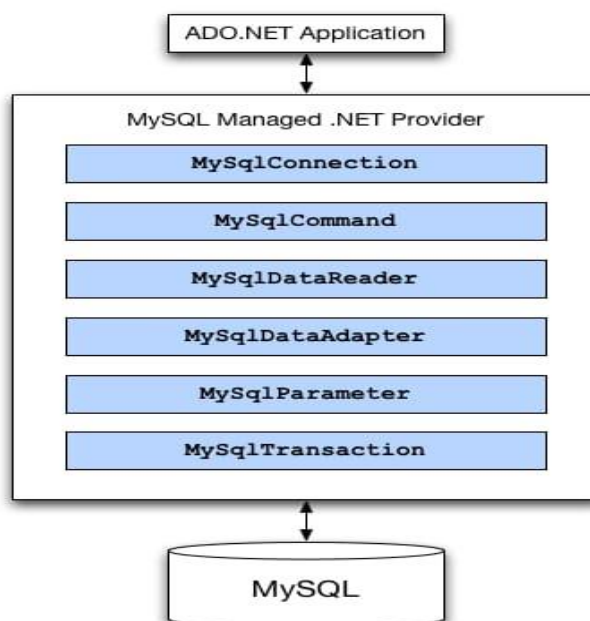 ADO.NET Application
MySQL Managed .NET Provider
MySqlConnection
MySqlCommand
MySqlDataReader
MySqlDataAdapter
MySqlParameter
MySqlTransaction
MySQL